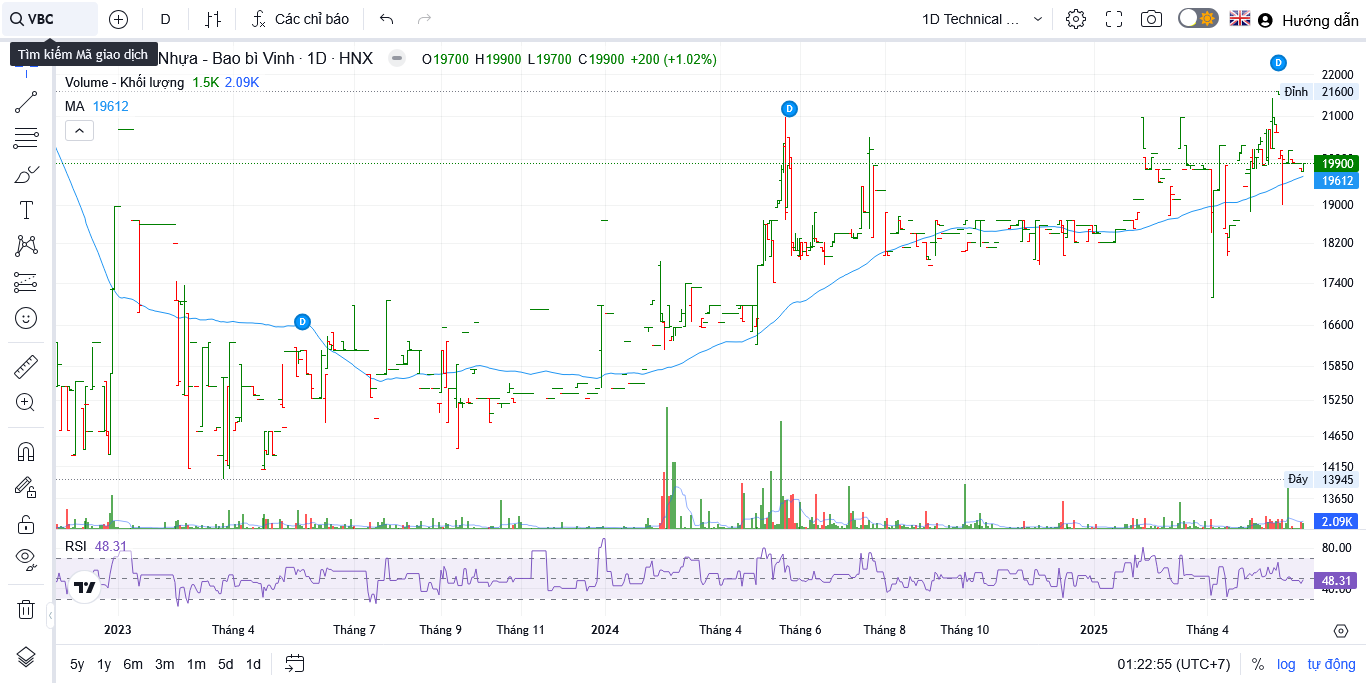 VBC
D
Các chỉ báo
1D Technical ...
Hướng dẫn
Tìm kiếm Mã giao dịch
Nhựa - Bao bì Vinh · 1D · HNX
O19700 H19900 L19700 C19900 +200 (+1.02%)
Volume - Khối lượng 1.5K 2.09K
MA 19612
D
D
D
22000
Đỉnh 21600
21000
19900
19612
19000
18200
17400
16600
15850
15250
14650
14150
Đáy 13945
13650
2.09K
RSI 48.31
80.00
48.31
40.00
2023 Tháng 4 Tháng 7 Tháng 9 Tháng 11 2024 Tháng 4 Tháng 6 Tháng 8 Tháng 10 2025 Tháng 4
5y 1y 6m 3m 1m 5d 1d
01:22:55 (UTC+7) % log tự động